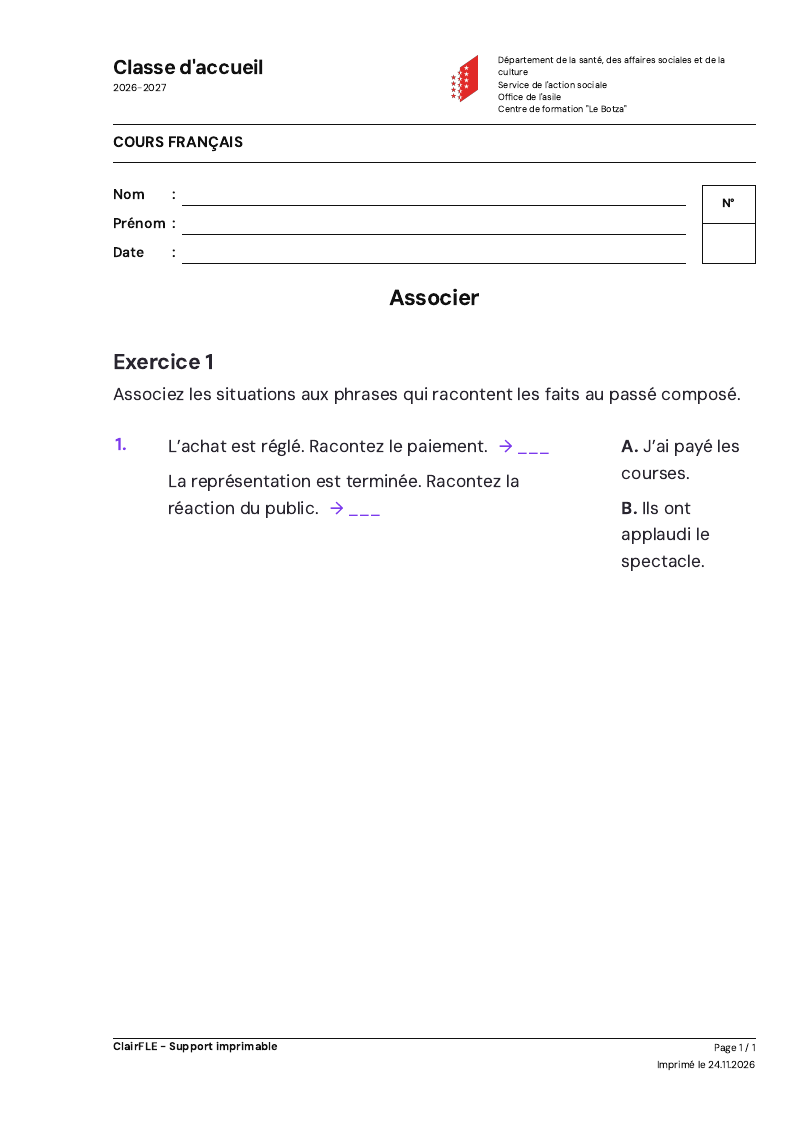 Classe d'accueil
2026-2027
Département de la santé, des affaires sociales et de la
culture
Service de l'action sociale
Office de l'asile
Centre de formation "Le Botza"
COURS FRANÇAIS
Nom :
Prénom :
Date :
N°
Associer
Exercice 1
Associez les situations aux phrases qui racontent les faits au passé composé.
1.
L’achat est réglé. Racontez le paiement. → ___
La représentation est terminée. Racontez la
réaction du public. → ___
A. J’ai payé les
courses.
B. Ils ont
applaudi le
spectacle.
ClairFLE - Support imprimable
Page 1 / 1
Imprimé le 24.11.2026